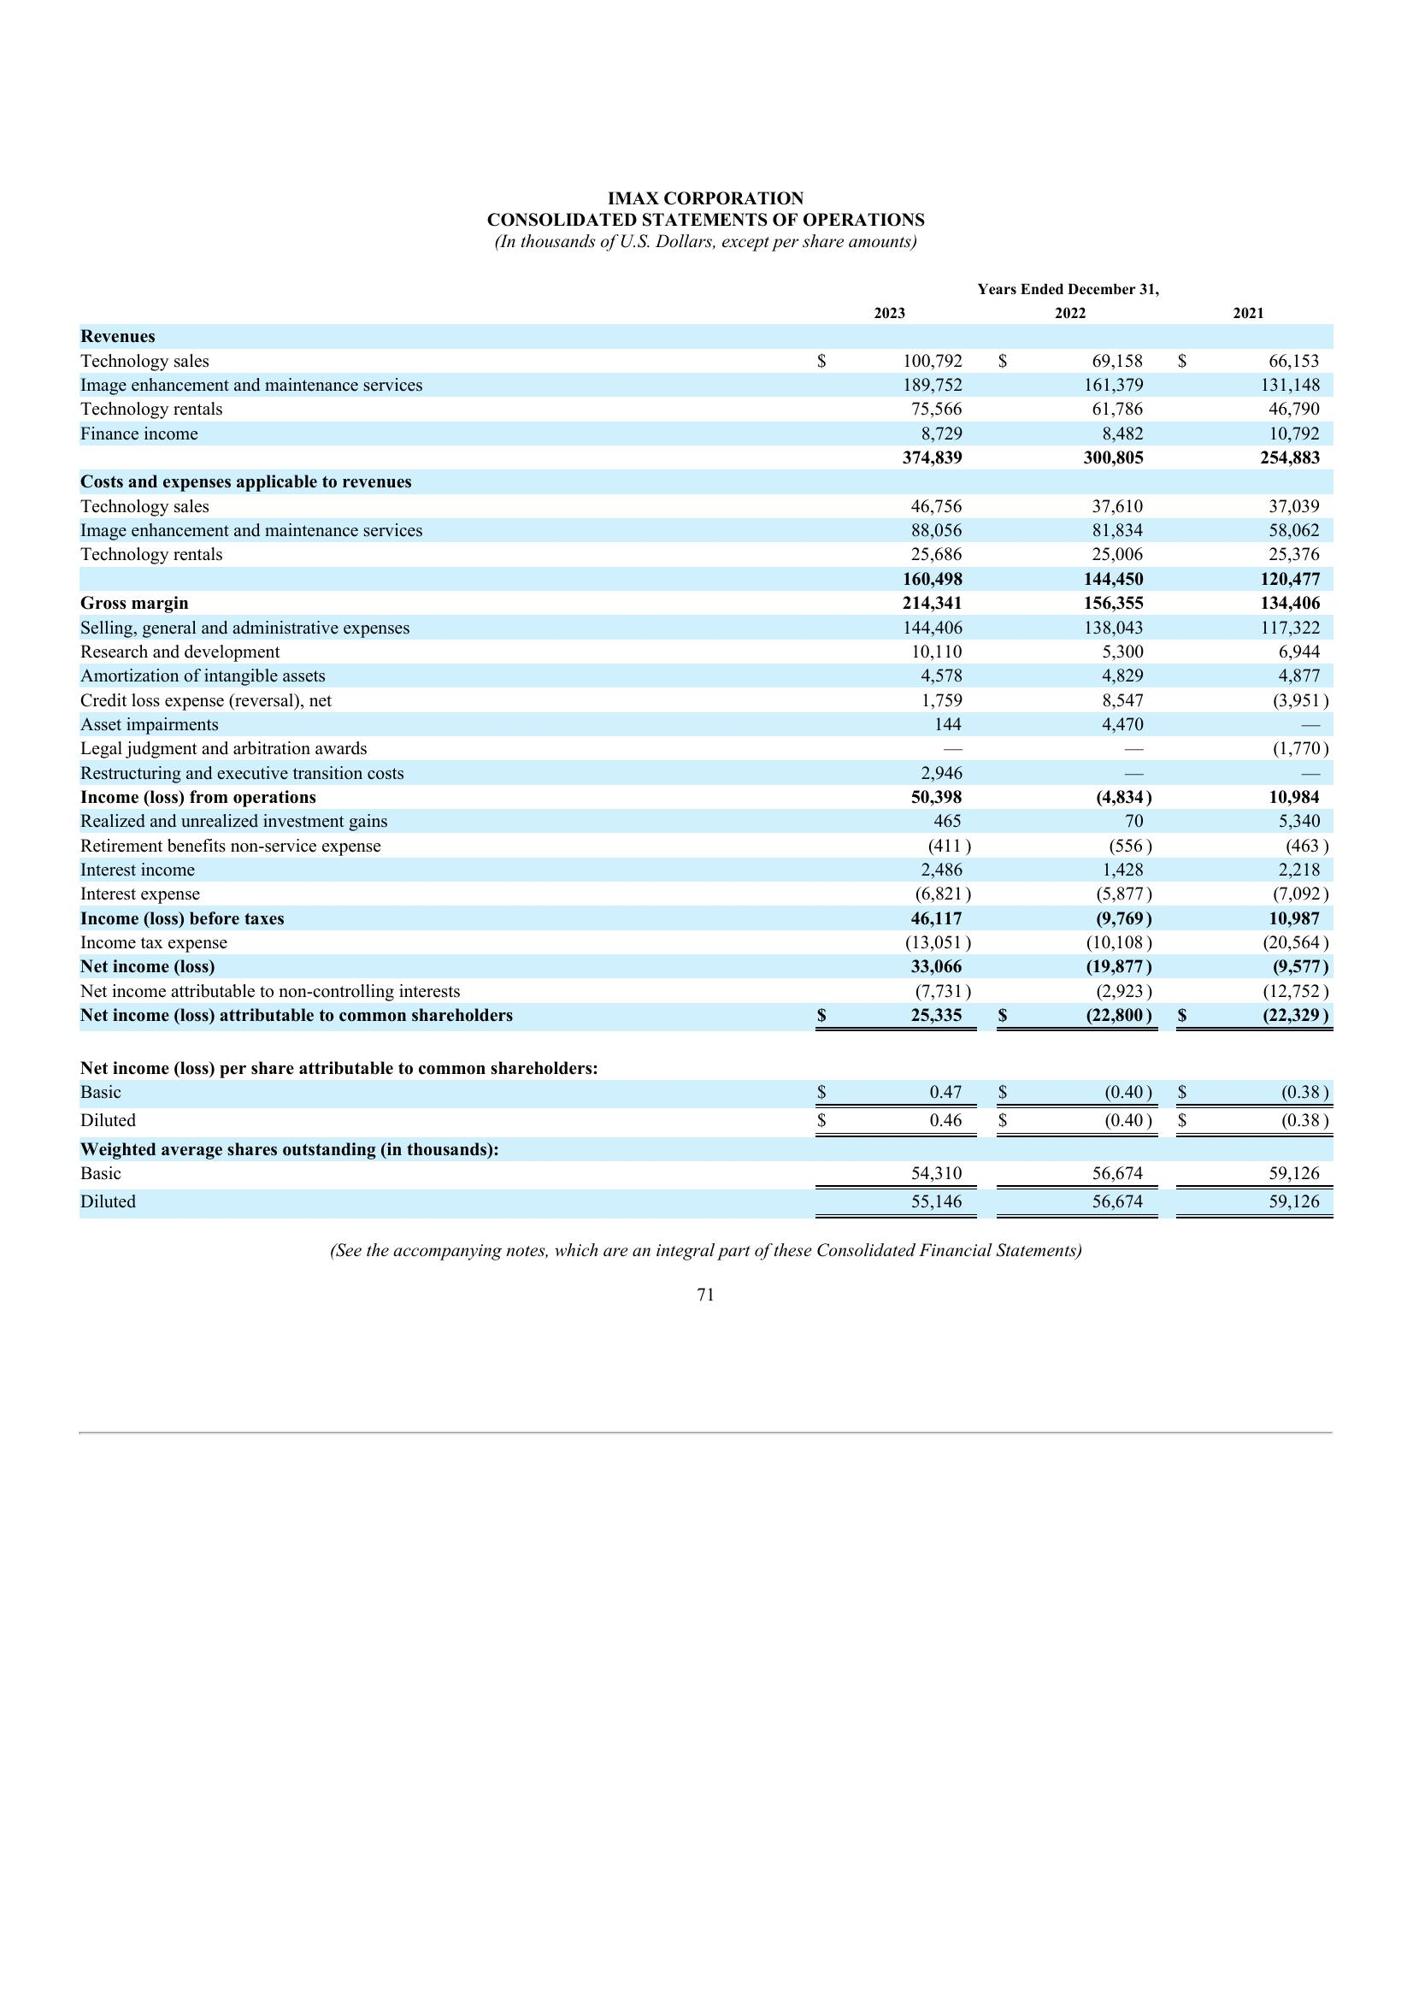 IMAX CORPORATION
CONSOLIDATED STATEMENTS OF OPERATIONS
(In thousands of U.S. Dollars, except per share amounts)
Years Ended December 31,
2023 2022 2021
Revenues
Technology sales $ 100,792 $ 69,158 $ 66,153
Image enhancement and maintenance services 189,752 161,379 131,148
Technology rentals 75,566 61,786 46,790
Finance income 8,729 8,482 10,792
374,839 300,805 254,883
Costs and expenses applicable to revenues
Technology sales 46,756 37,610 37,039
Image enhancement and maintenance services 88,056 81,834 58,062
Technology rentals 25,686 25,006 25,376
160,498 144,450 120,477
Gross margin 214,341 156,355 134,406
Selling, general and administrative expenses 144,406 138,043 117,322
Research and development 10,110 5,300 6,944
Amortization of intangible assets 4,578 4,829 4,877
Credit loss expense (reversal), net 1,759 8,547 (3,951)
Asset impairments 144 4,470 —
Legal judgment and arbitration awards — — (1,770)
Restructuring and executive transition costs 2,946 — —
Income (loss) from operations 50,398 (4,834) 10,984
Realized and unrealized investment gains 465 70 5,340
Retirement benefits non-service expense (411) (556) (463)
Interest income 2,486 1,428 2,218
Interest expense (6,821) (5,877) (7,092)
Income (loss) before taxes 46,117 (9,769) 10,987
Income tax expense (13,051) (10,108) (20,564)
Net income (loss) 33,066 (19,877) (9,577)
Net income attributable to non-controlling interests (7,731) (2,923) (12,752)
Net income (loss) attributable to common shareholders $ 25,335 $ (22,800) $ (22,329)
Net income (loss) per share attributable to common shareholders:
Basic $ 0.47 $ (0.40) $ (0.38)
Diluted $ 0.46 $ (0.40) $ (0.38)
Weighted average shares outstanding (in thousands):
Basic 54,310 56,674 59,126
Diluted 55,146 56,674 59,126
(See the accompanying notes, which are an integral part of these Consolidated Financial Statements)
71